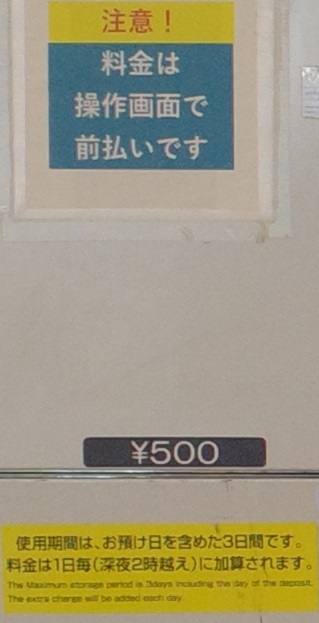 注意！
料金は
操作画面で
前払いです
¥500
使用期間は、お預け日を含めた3日間です。
料金は1日毎(深夜2時越え)に加算されます。
The Maximum storage period is 3days including the day of the deposit.
The extra charge will be added each day.